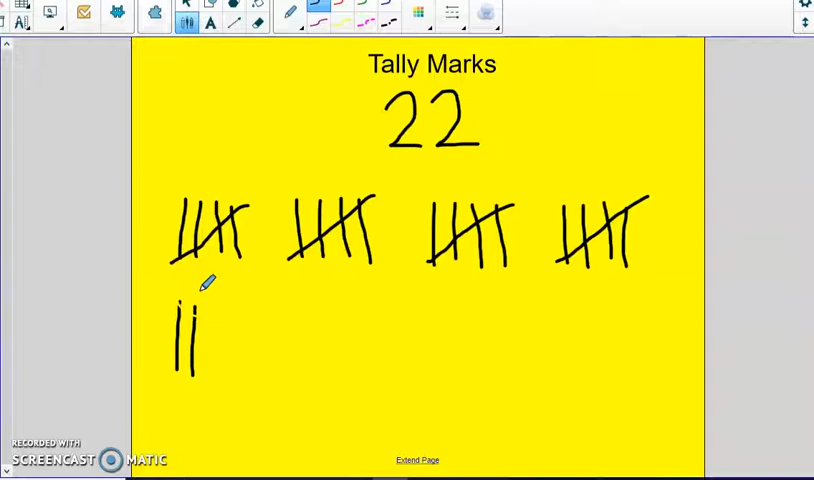 Tally Marks
22
RECORDED WITH
SCREENCAST MATIC
Extend Page